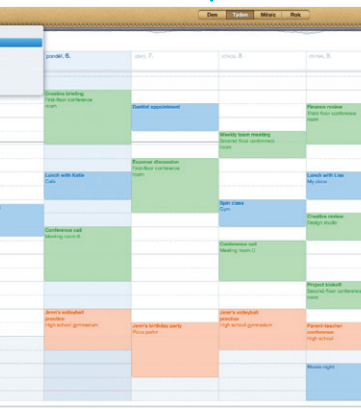 Den Týden Měsíc Rok
pondělí, 6.
úterý, 7.
středa, 8.
čtvrtek, 9.
Creative briefing
First-floor conference
room
Lunch with Katie
Cafe
Conference call
Meeting room B
Jenn's volleyball
practice
High school gymnasium
Dentist appointment
Expense discussion
First-floor conference
room
Jenn's birthday party
Pizza parlor
Weekly team meeting
Second-floor conference
room
Spin class
Gym
Conference call
Meeting room D
Jenn's volleyball
practice
High school gymnasium
Finance review
Third-floor conference
room
Lunch with Lisa
My place
Creative review
Design studio
Project kickoff
Second-floor conference
room
Parent-teacher
conference
High school
Movie night